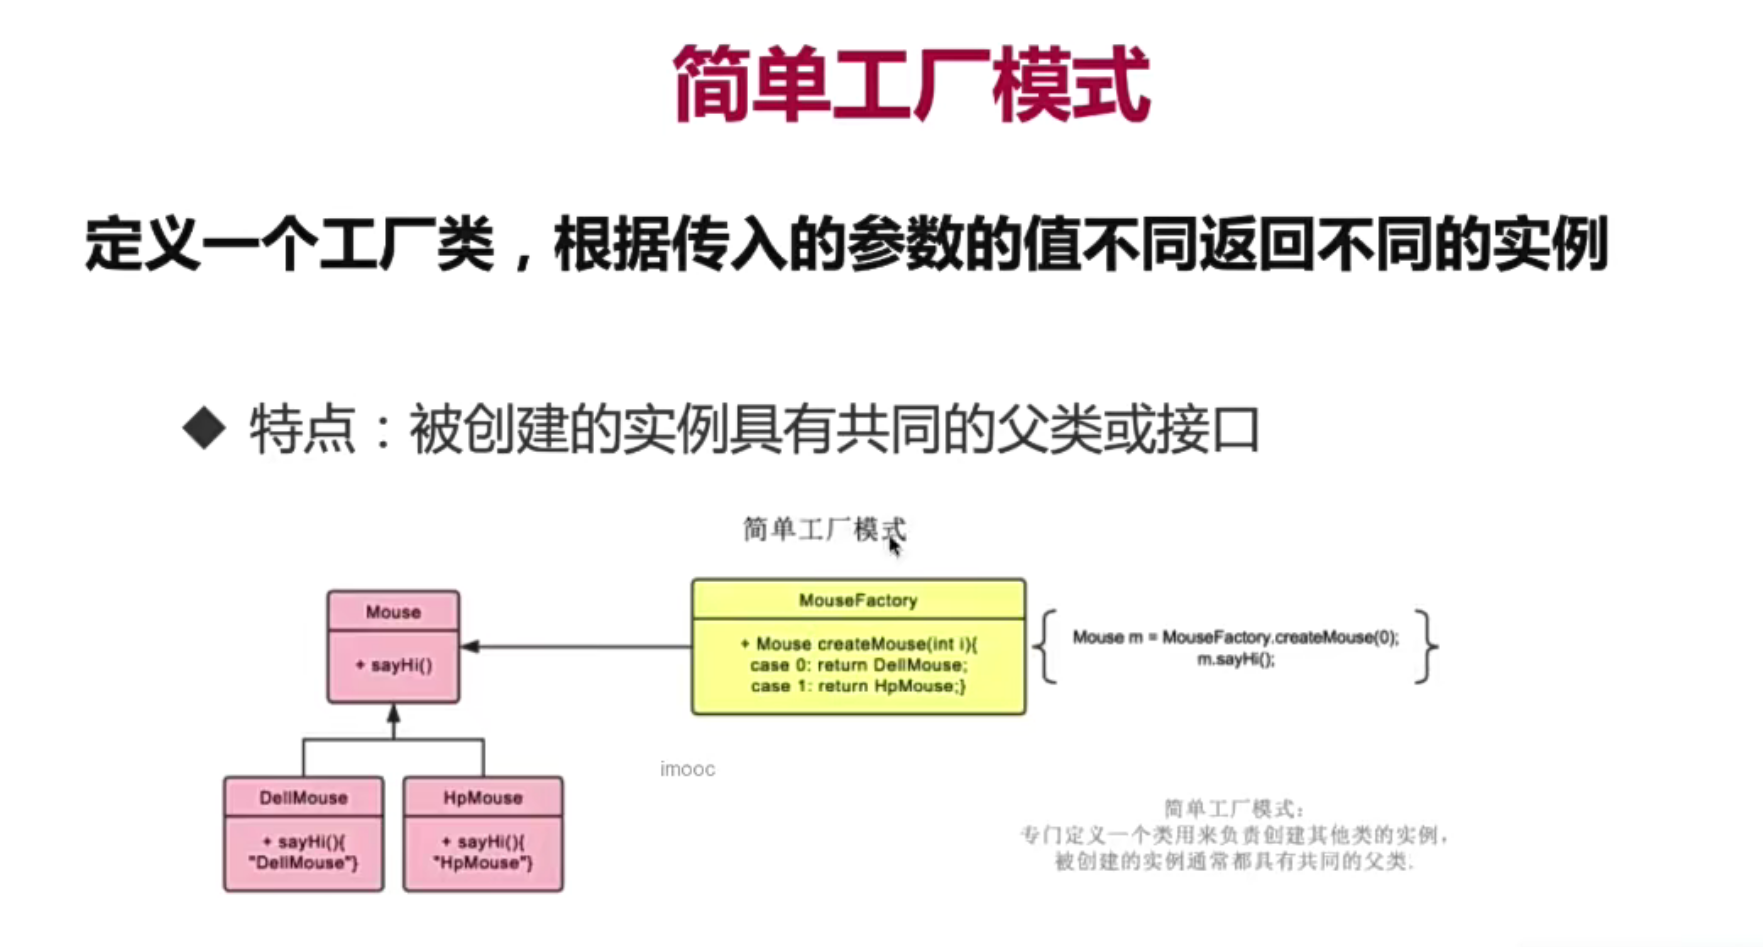 简单工厂模式
定义一个工厂类，根据传入的参数的值不同返回不同的实例
◆ 特点：被创建的实例具有共同的父类或接口
简单工厂模式
Mouse
+ sayHi()
MouseFactory
+ Mouse createMouse(int i){
case 0: return DellMouse;
case 1: return HpMouse;}
Mouse m = MouseFactory.createMouse(0);
m.sayHi();
DellMouse
+ sayHi(){
"DellMouse"}
HpMouse
+ sayHi(){
"HpMouse"}
imooc
简单工厂模式：
专门定义一个类用来负责创建其他类的实例，
被创建的实例通常都具有共同的父类.